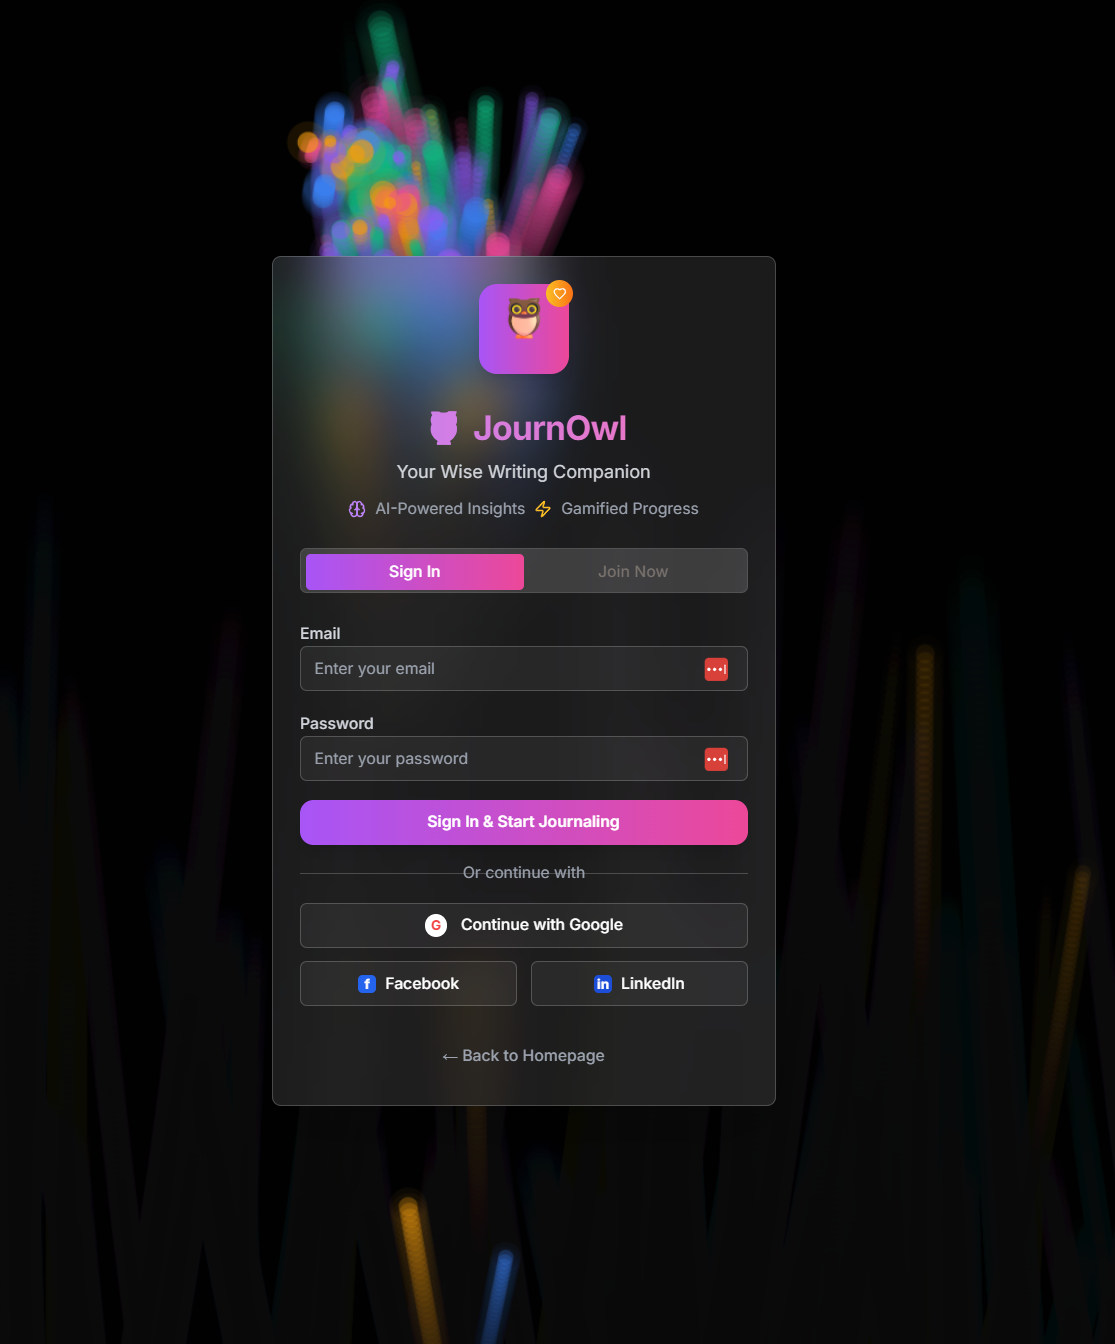 JournOwl
Your Wise Writing Companion
AI-Powered Insights Gamified Progress
Sign In Join Now
Email
Enter your email
Password
Enter your password
Sign In & Start Journaling
Or continue with
G Continue with Google
f Facebook in LinkedIn
← Back to Homepage